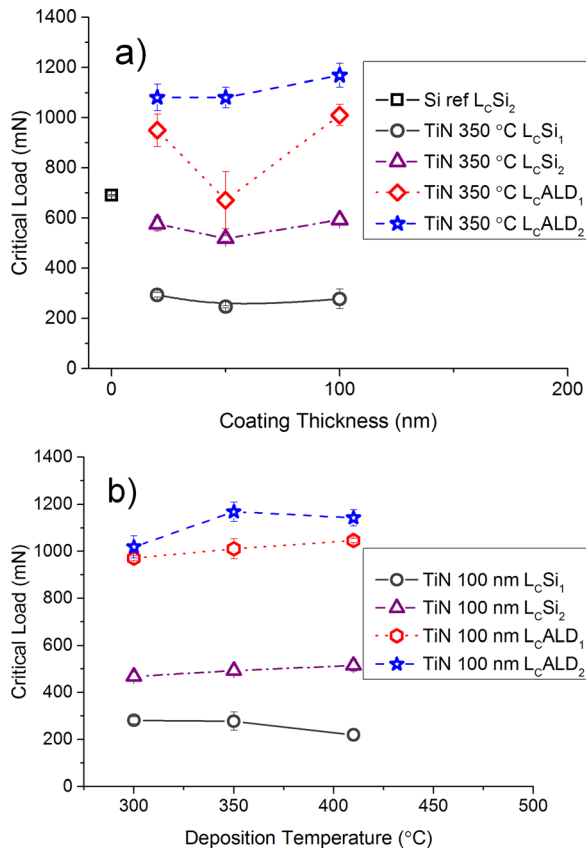 a)
1400
1200
1000
800
600
400
200
0
Critical Load (mN)
0
100
200
Coating Thickness (nm)
Si ref LCSi2
TiN 350 °C LCSi1
TiN 350 °C LCSi2
TiN 350 °C LCALD1
TiN 350 °C LCALD2
b)
1400
1200
1000
800
600
400
200
0
Critical Load (mN)
300
350
400
450
500
Deposition Temperature (°C)
TiN 100 nm LCSi1
TiN 100 nm LCSi2
TiN 100 nm LCALD1
TiN 100 nm LCALD2